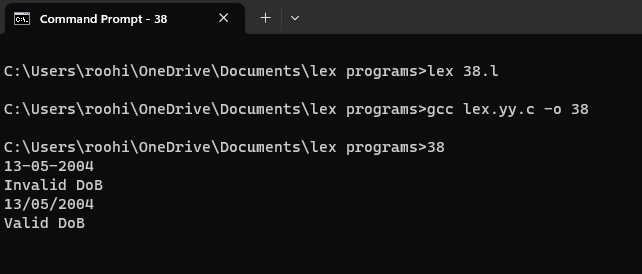 Command Prompt - 38
C:\Users\roohi\OneDrive\Documents\lex programs>lex 38.l
C:\Users\roohi\OneDrive\Documents\lex programs>gcc lex.yy.c -o 38
C:\Users\roohi\OneDrive\Documents\lex programs>38
13-05-2004
Invalid DoB
13/05/2004
Valid DoB